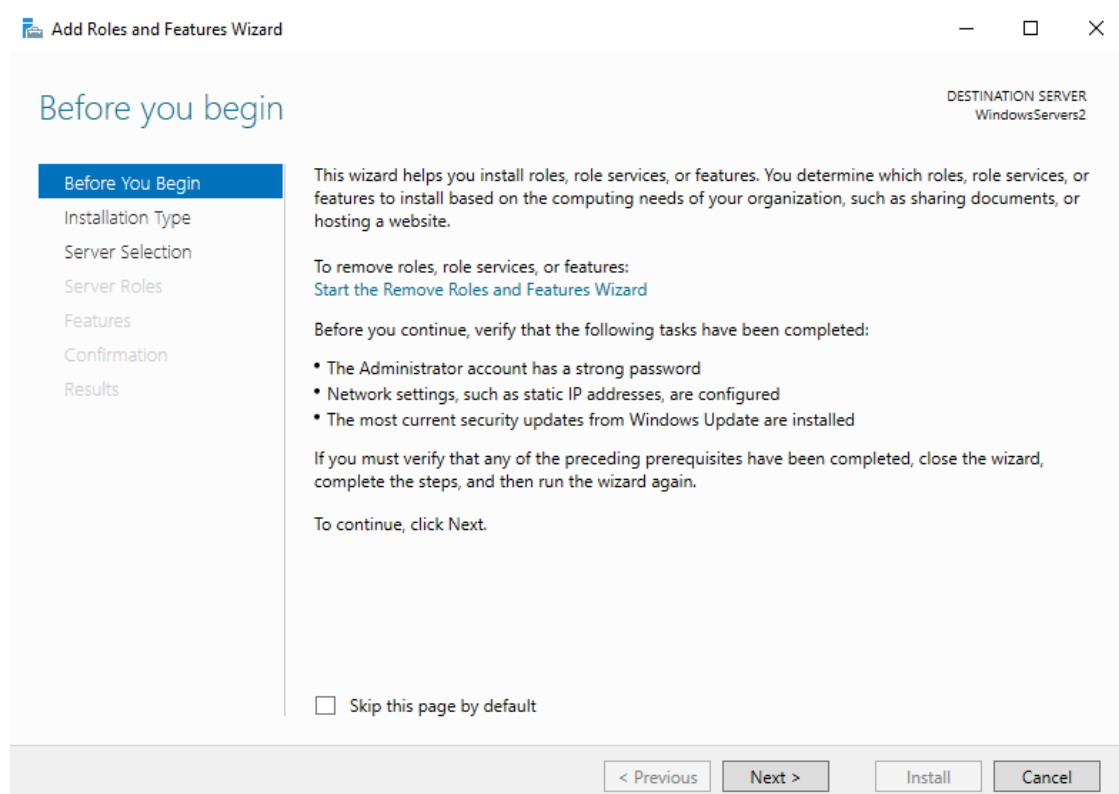 Add Roles and Features Wizard
Before you begin
DESTINATION SERVER
WindowsServers2
Before You Begin
Installation Type
Server Selection
Server Roles
Features
Confirmation
Results
This wizard helps you install roles, role services, or features. You determine which roles, role services, or
features to install based on the computing needs of your organization, such as sharing documents, or
hosting a website.
To remove roles, role services, or features:
Start the Remove Roles and Features Wizard
Before you continue, verify that the following tasks have been completed:
• The Administrator account has a strong password
• Network settings, such as static IP addresses, are configured
• The most current security updates from Windows Update are installed
If you must verify that any of the preceding prerequisites have been completed, close the wizard,
complete the steps, and then run the wizard again.
To continue, click Next.
Skip this page by default
< Previous
Next >
Install
Cancel